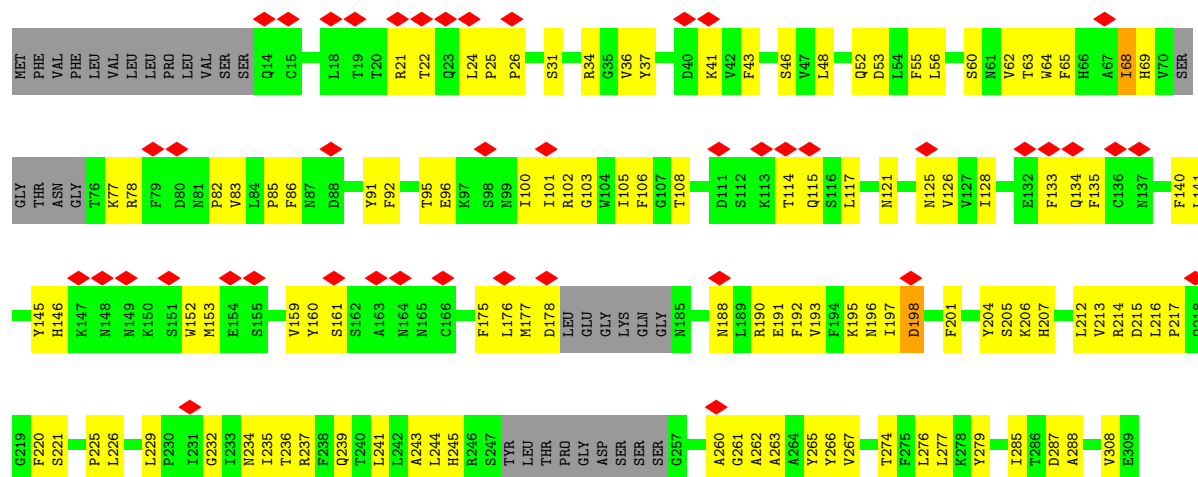 MET PHE VAL PHE LEU VAL LEU LEU PRO LEU VAL SER SER Q14 C15 L18 T19 T20 R21 T22 Q23 L24 P25 P26 S31 R34 G35 V36 Y37 D40 K41 V42 F43 S46 V47 L48 Q52 D53 L54 F55 L56 S60 N61 V62 T63 W64 F65 H66 A67 I68 H69 V70 SER
GLY THR ASN GLY T76 K77 R78 F79 D80 N81 P82 V83 L84 P85 F86 N87 D88 Y91 F92 T95 E96 K97 S98 N99 I100 I101 R102 G103 W104 I105 F106 G107 T108 D111 S112 K113 T114 Q115 S116 L117 N121 N125 V126 V127 I128 E132 F133 Q134 F135 C136 N137 F140 L141
Y145 H146 K147 N148 N149 K150 S151 W152 M153 E154 S155 V159 Y160 S161 S162 A163 N164 N165 C166 F175 L176 M177 D178 LEU GLU GLY LYS GLN GLY N185 N188 L189 R190 E191 F192 V193 F194 K195 N196 I197 D198 F201 Y204 S205 K206 H207 L212 V213 R214 D215 L216 P217
G219 F220 S221 P225 L226 L229 P230 I231 G232 I233 N234 I235 T236 R237 F238 Q239 T240 L241 L242 A243 L244 H245 R246 S247 TYR LEU THR PRO GLY ASP SER SER SER G257 A260 G261 A262 A263 A264 Y265 Y266 V267 T274 F275 L276 L277 K278 Y279 I285 T286 D287 A288 V308 E309